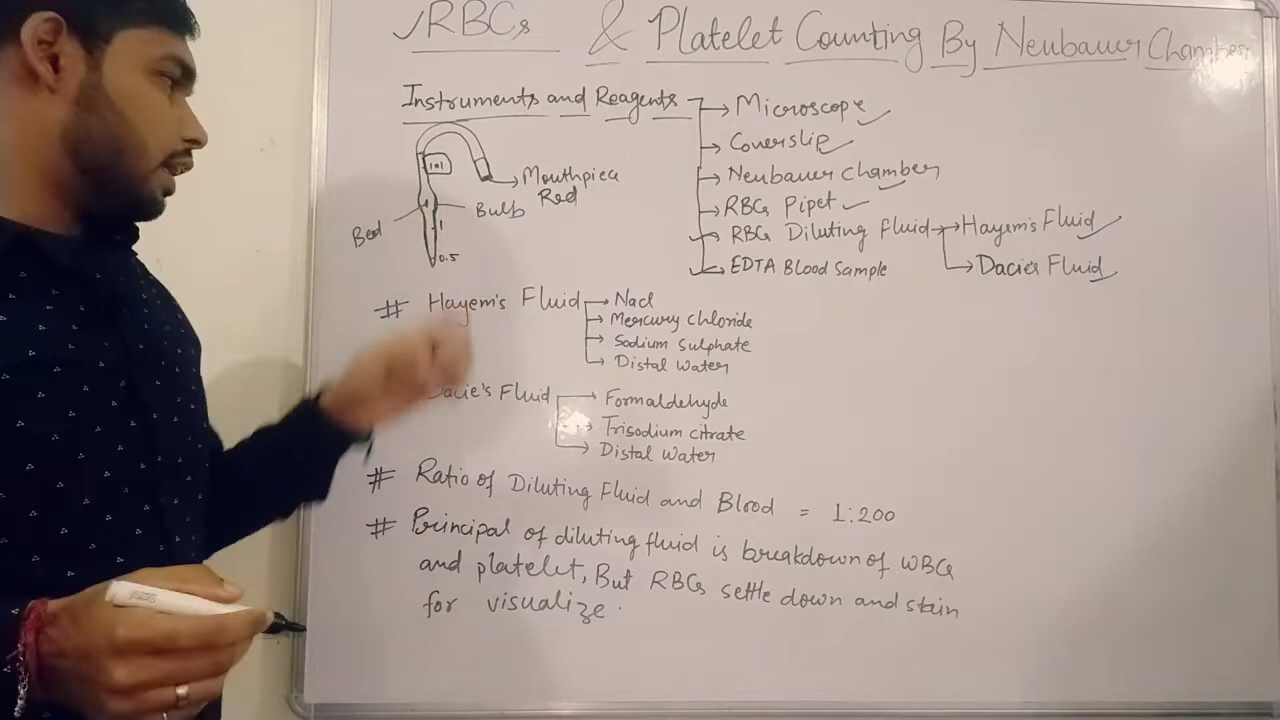 RBCs & Platelet Counting By Neubauer Chamber
Instruments and Reagents
Microscope
Coverslip
Neubauer Chamber
RBCs Pipet
RBCs Diluting Fluid
Hayem's Fluid
Dacie's Fluid
EDTA Blood Sample
101
Mouthpiece
Red
Bulb
Bed
1
0.5
# Hayem's Fluid
Nacl
Mercury chloride
Sodium Sulphate
Distal Water
Dacie's Fluid
Formaldehyde
Trisodium citrate
Distal Water
# Ratio of Diluting Fluid and Blood = 1:200
# Principal of diluting fluid is breakdown of WBCs
and platelet, But RBCs settle down and stain
for visualize.